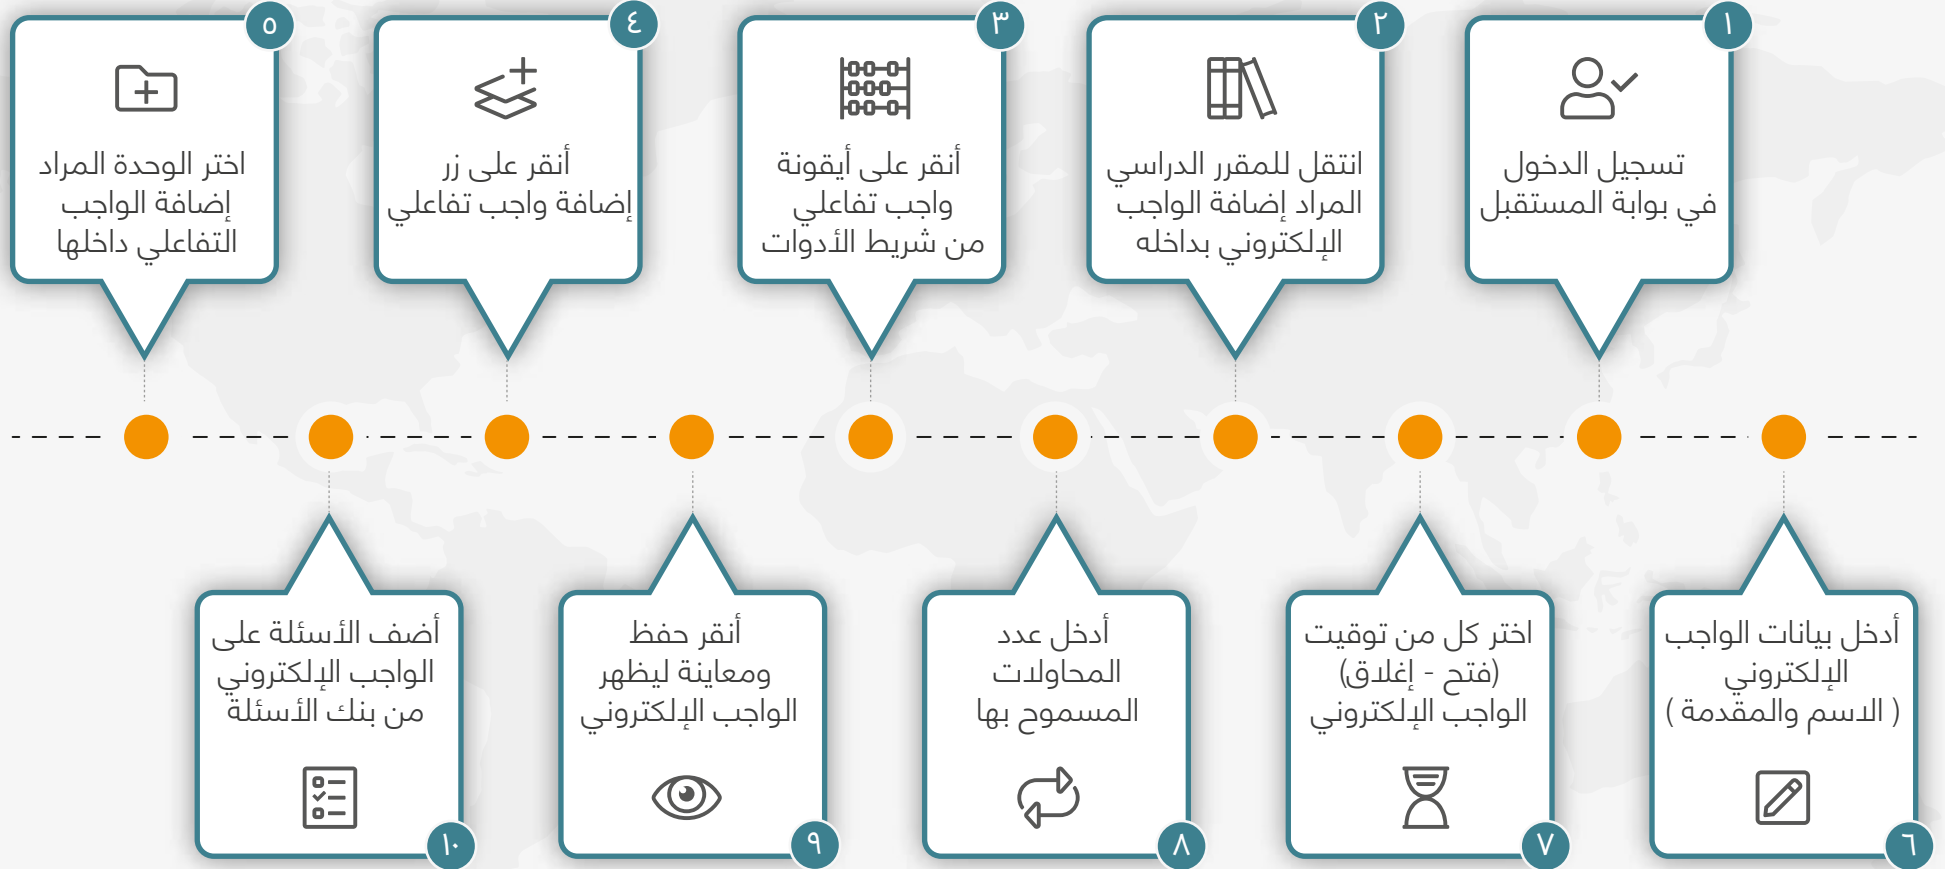 ١
تسجيل الدخول
في بوابة المستقبل
٢
انتقل للمقرر الدراسي
المراد إضافة الواجب
الإلكتروني بداخله
٣
أنقر على أيقونة
واجب تفاعلي
من شريط الأدوات
٤
أنقر على زر
إضافة واجب تفاعلي
٥
اختر الوحدة المراد
إضافة الواجب
التفاعلي داخلها
أدخل بيانات الواجب
الإلكتروني
( الاسم والمقدمة )
٦
اختر كل من توقيت
(فتح - إغلاق)
الواجب الإلكتروني
٧
أدخل عدد
المحاولات
المسموح بها
٨
أنقر حفظ
ومعاينة ليظهر
الواجب الإلكتروني
٩
أضف الأسئلة على
الواجب الإلكتروني
من بنك الأسئلة
١٠